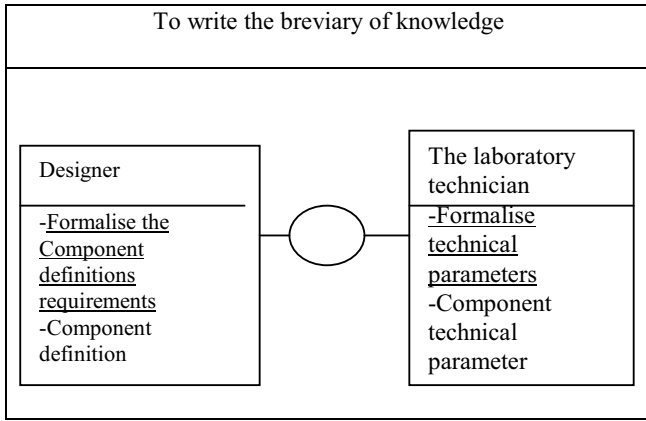 To write the breviary of knowledge
Designer
-Formalise the
Component
definitions
requirements
-Component
definition
The laboratory
technician
-Formalise
technical
parameters
-Component
technical
parameter